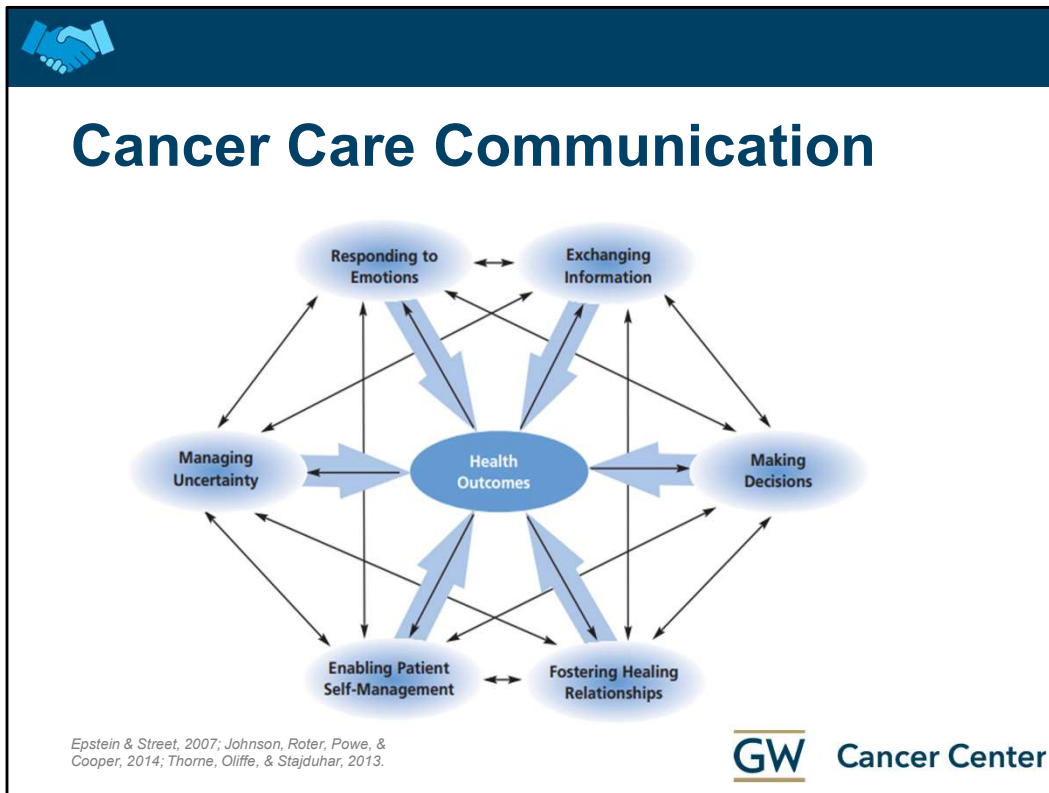 Cancer Care Communication
Responding to
Emotions
Exchanging
Information
Managing
Uncertainty
Health
Outcomes
Making
Decisions
Enabling Patient
Self-Management
Fostering Healing
Relationships
Epstein & Street, 2007; Johnson, Roter, Powe, &
Cooper, 2014; Thorne, Oliffe, & Stajduhar, 2013.
GW Cancer Center